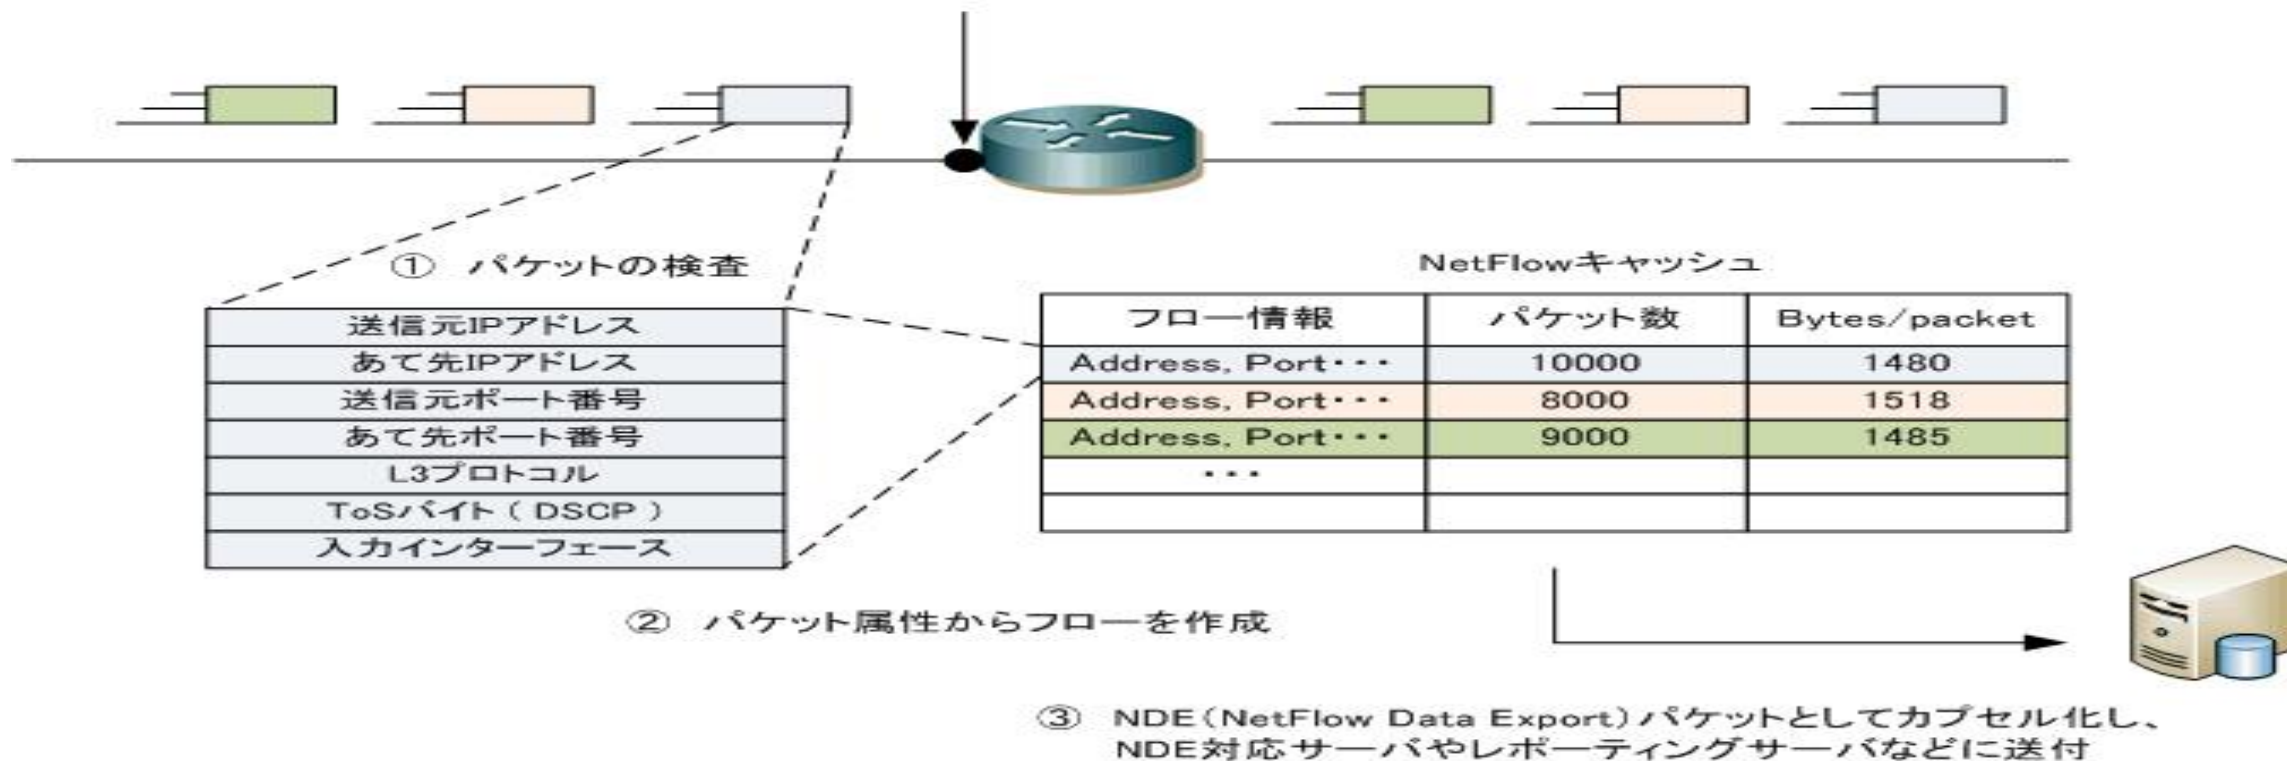 ① パケットの検査
送信元IPアドレス
あて先IPアドレス
送信元ポート番号
あて先ポート番号
L3プロトコル
ToSバイト ( DSCP )
入力インターフェース
NetFlowキャッシュ
フロー情報 パケット数 Bytes/packet
Address, Port・・・ 10000 1480
Address, Port・・・ 8000 1518
Address, Port・・・ 9000 1485
・・・
② パケット属性からフローを作成
③ NDE(NetFlow Data Export)パケットとしてカプセル化し、
NDE対応サーバやレポーティングサーバなどに送付